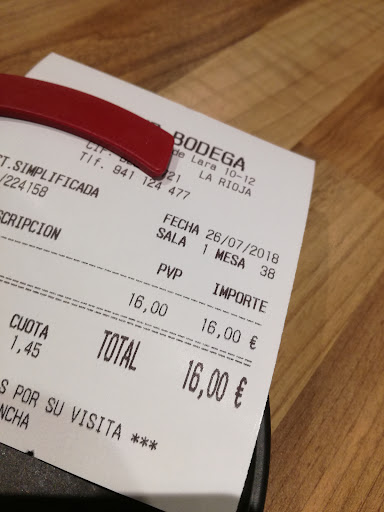 BODEGA
de Lara 10-12
CIF: 21 LA RIOJA
Tlf. 941 124 477
T.SIMPLIFICADA
/224158
FECHA 26/07/2018
SALA 1 MESA 38
SCRIPCION
PVP IMPORTE
16,00 16,00 €
CUOTA TOTAL 16,00 €
1,45
S POR SU VISITA ***
NCHA